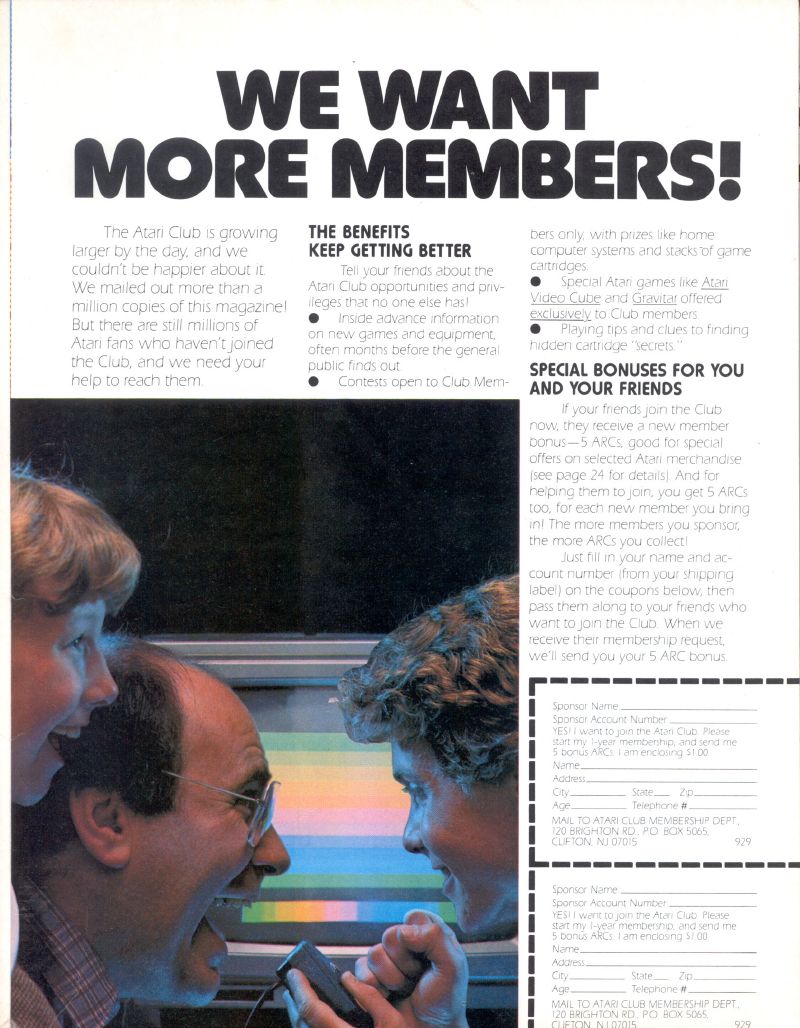 WE WANT
MORE MEMBERS!
The Atari Club is growing
larger by the day, and we
couldn't be happier about it.
We mailed out more than a
million copies of this magazine!
But there are still millions of
Atari fans who haven't joined
the Club, and we need your
help to reach them.
THE BENEFITS
KEEP GETTING BETTER
Tell your friends about the
Atari Club opportunities and priv-
ileges that no one else has!
● Inside advance information
on new games and equipment,
often months before the general
public finds out.
● Contests open to Club Mem-
bers only, with prizes like home
computer systems and stacks of game
cartridges.
● Special Atari games like Atari
Video Cube and Gravitar offered
exclusively to Club members.
● Playing tips and clues to finding
hidden cartridge "secrets."
SPECIAL BONUSES FOR YOU
AND YOUR FRIENDS
If your friends join the Club
now, they receive a new member
bonus—5 ARCs, good for special
offers on selected Atari merchandise
(see page 24 for details). And for
helping them to join, you get 5 ARCs
too, for each new member you bring
in! The more members you sponsor,
the more ARCs you collect!
Just fill in your name and ac-
count number (from your shipping
label) on the coupons below, then
pass them along to your friends who
want to join the Club. When we
receive their membership request,
we'll send you your 5 ARC bonus.
Sponsor Name
Sponsor Account Number
YES! I want to join the Atari Club. Please
start my 1-year membership, and send me
5 bonus ARCs. I am enclosing $1.00.
Name
Address
City State Zip
Age Telephone #
MAIL TO ATARI CLUB MEMBERSHIP DEPT.,
120 BRIGHTON RD., P.O. BOX 5065,
CLIFTON, NJ 07015 929
Sponsor Name
Sponsor Account Number
YES! I want to join the Atari Club. Please
start my 1-year membership, and send me
5 bonus ARCs. I am enclosing $1.00.
Name
Address
City State Zip
Age Telephone #
MAIL TO ATARI CLUB MEMBERSHIP DEPT.,
120 BRIGHTON RD., P.O. BOX 5065,
CLIFTON, NJ 07015 929